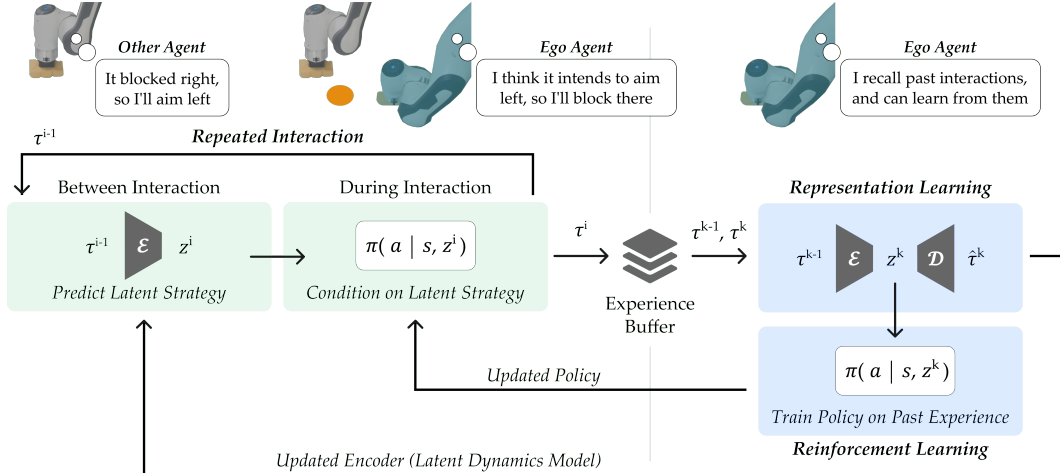 Other Agent
It blocked right,
so I'll aim left
Ego Agent
I think it intends to aim
left, so I'll block there
Ego Agent
I recall past interactions,
and can learn from them
τ^{i-1}
Repeated Interaction
Between Interaction
During Interaction
Representation Learning
τ^{i-1} ℰ z^i
π( a | s, z^i )
τ^i
τ^{k-1}, τ^k
τ^{k-1} ℰ z^k 𝒟 τ̂^k
Predict Latent Strategy
Condition on Latent Strategy
Experience
Buffer
π( a | s, z^k )
Updated Policy
Train Policy on Past Experience
Reinforcement Learning
Updated Encoder (Latent Dynamics Model)